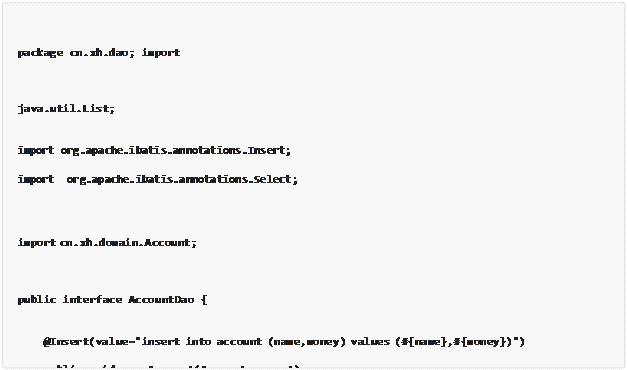 package cn.xh.dao; import
java.util.List;
import org.apache.ibatis.annotations.Insert;
import org.apache.ibatis.annotations.Select;
import cn.xh.domain.Account;
public interface AccountDao {
@Insert(value="insert into account (name,money) values (#{name},#{money})")